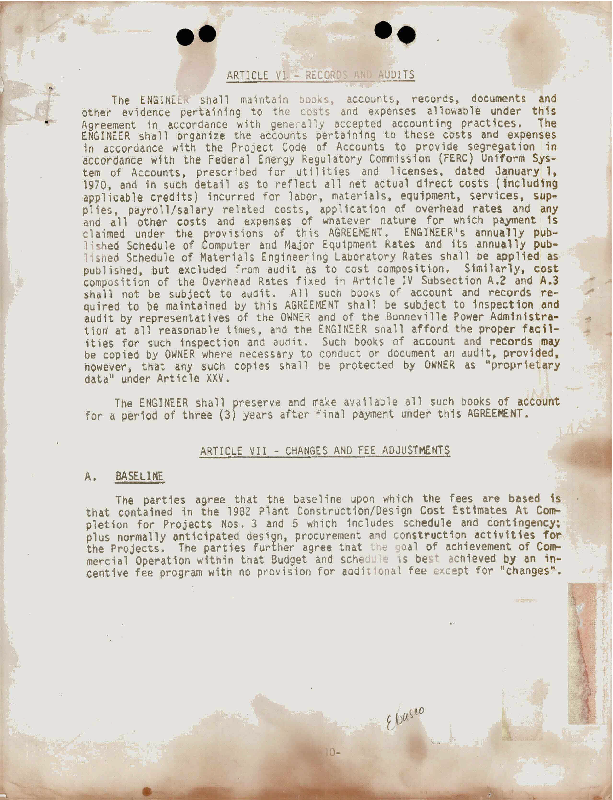 ARTICLE VI - RECORDS AND AUDITS
The ENGINEER shall maintain books, accounts, records, documents and
other evidence pertaining to the costs and expenses allowable under this
Agreement in accordance with generally accepted accounting practices. The
ENGINEER shall organize the accounts pertaining to these costs and expenses
in accordance with the Project Code of Accounts to provide segregation in
accordance with the Federal Energy Regulatory Commission (FERC) Uniform Sys-
tem of Accounts, prescribed for utilities and licenses, dated January 1,
1970, and in such detail as to reflect all net actual direct costs (including
applicable credits) incurred for labor, materials, equipment, services, sup-
plies, payroll/salary related costs, application of overhead rates and any
and all other costs and expenses of whatever nature for which payment is
claimed under the provisions of this AGREEMENT. ENGINEER's annually pub-
lished Schedule of Computer and Major Equipment Rates and its annually pub-
lished Schedule of Materials Engineering Laboratory Rates shall be applied as
published, but excluded from audit as to cost composition. Similarly, cost
composition of the Overhead Rates fixed in Article IV Subsection A.2 and A.3
shall not be subject to audit. All such books of account and records re-
quired to be maintained by this AGREEMENT shall be subject to inspection and
audit by representatives of the OWNER and of the Bonneville Power Administra-
tion at all reasonable times, and the ENGINEER shall afford the proper facil-
ities for such inspection and audit. Such books of account and records may
be copied by OWNER where necessary to conduct or document an audit, provided,
however, that any such copies shall be protected by OWNER as "proprietary
data" under Article XXV.
The ENGINEER shall preserve and make available all such books of account
for a period of three (3) years after final payment under this AGREEMENT.
ARTICLE VII - CHANGES AND FEE ADJUSTMENTS
A. BASELINE
The parties agree that the baseline upon which the fees are based is
that contained in the 1982 Plant Construction/Design Cost Estimates At Com-
pletion for Projects Nos. 3 and 5 which includes schedule and contingency;
plus normally anticipated design, procurement and construction activities for
the Projects. The parties further agree that the goal of achievement of Com-
mercial Operation within that Budget and schedule is best achieved by an in-
centive fee program with no provision for additional fee except for "changes".
Ebasco